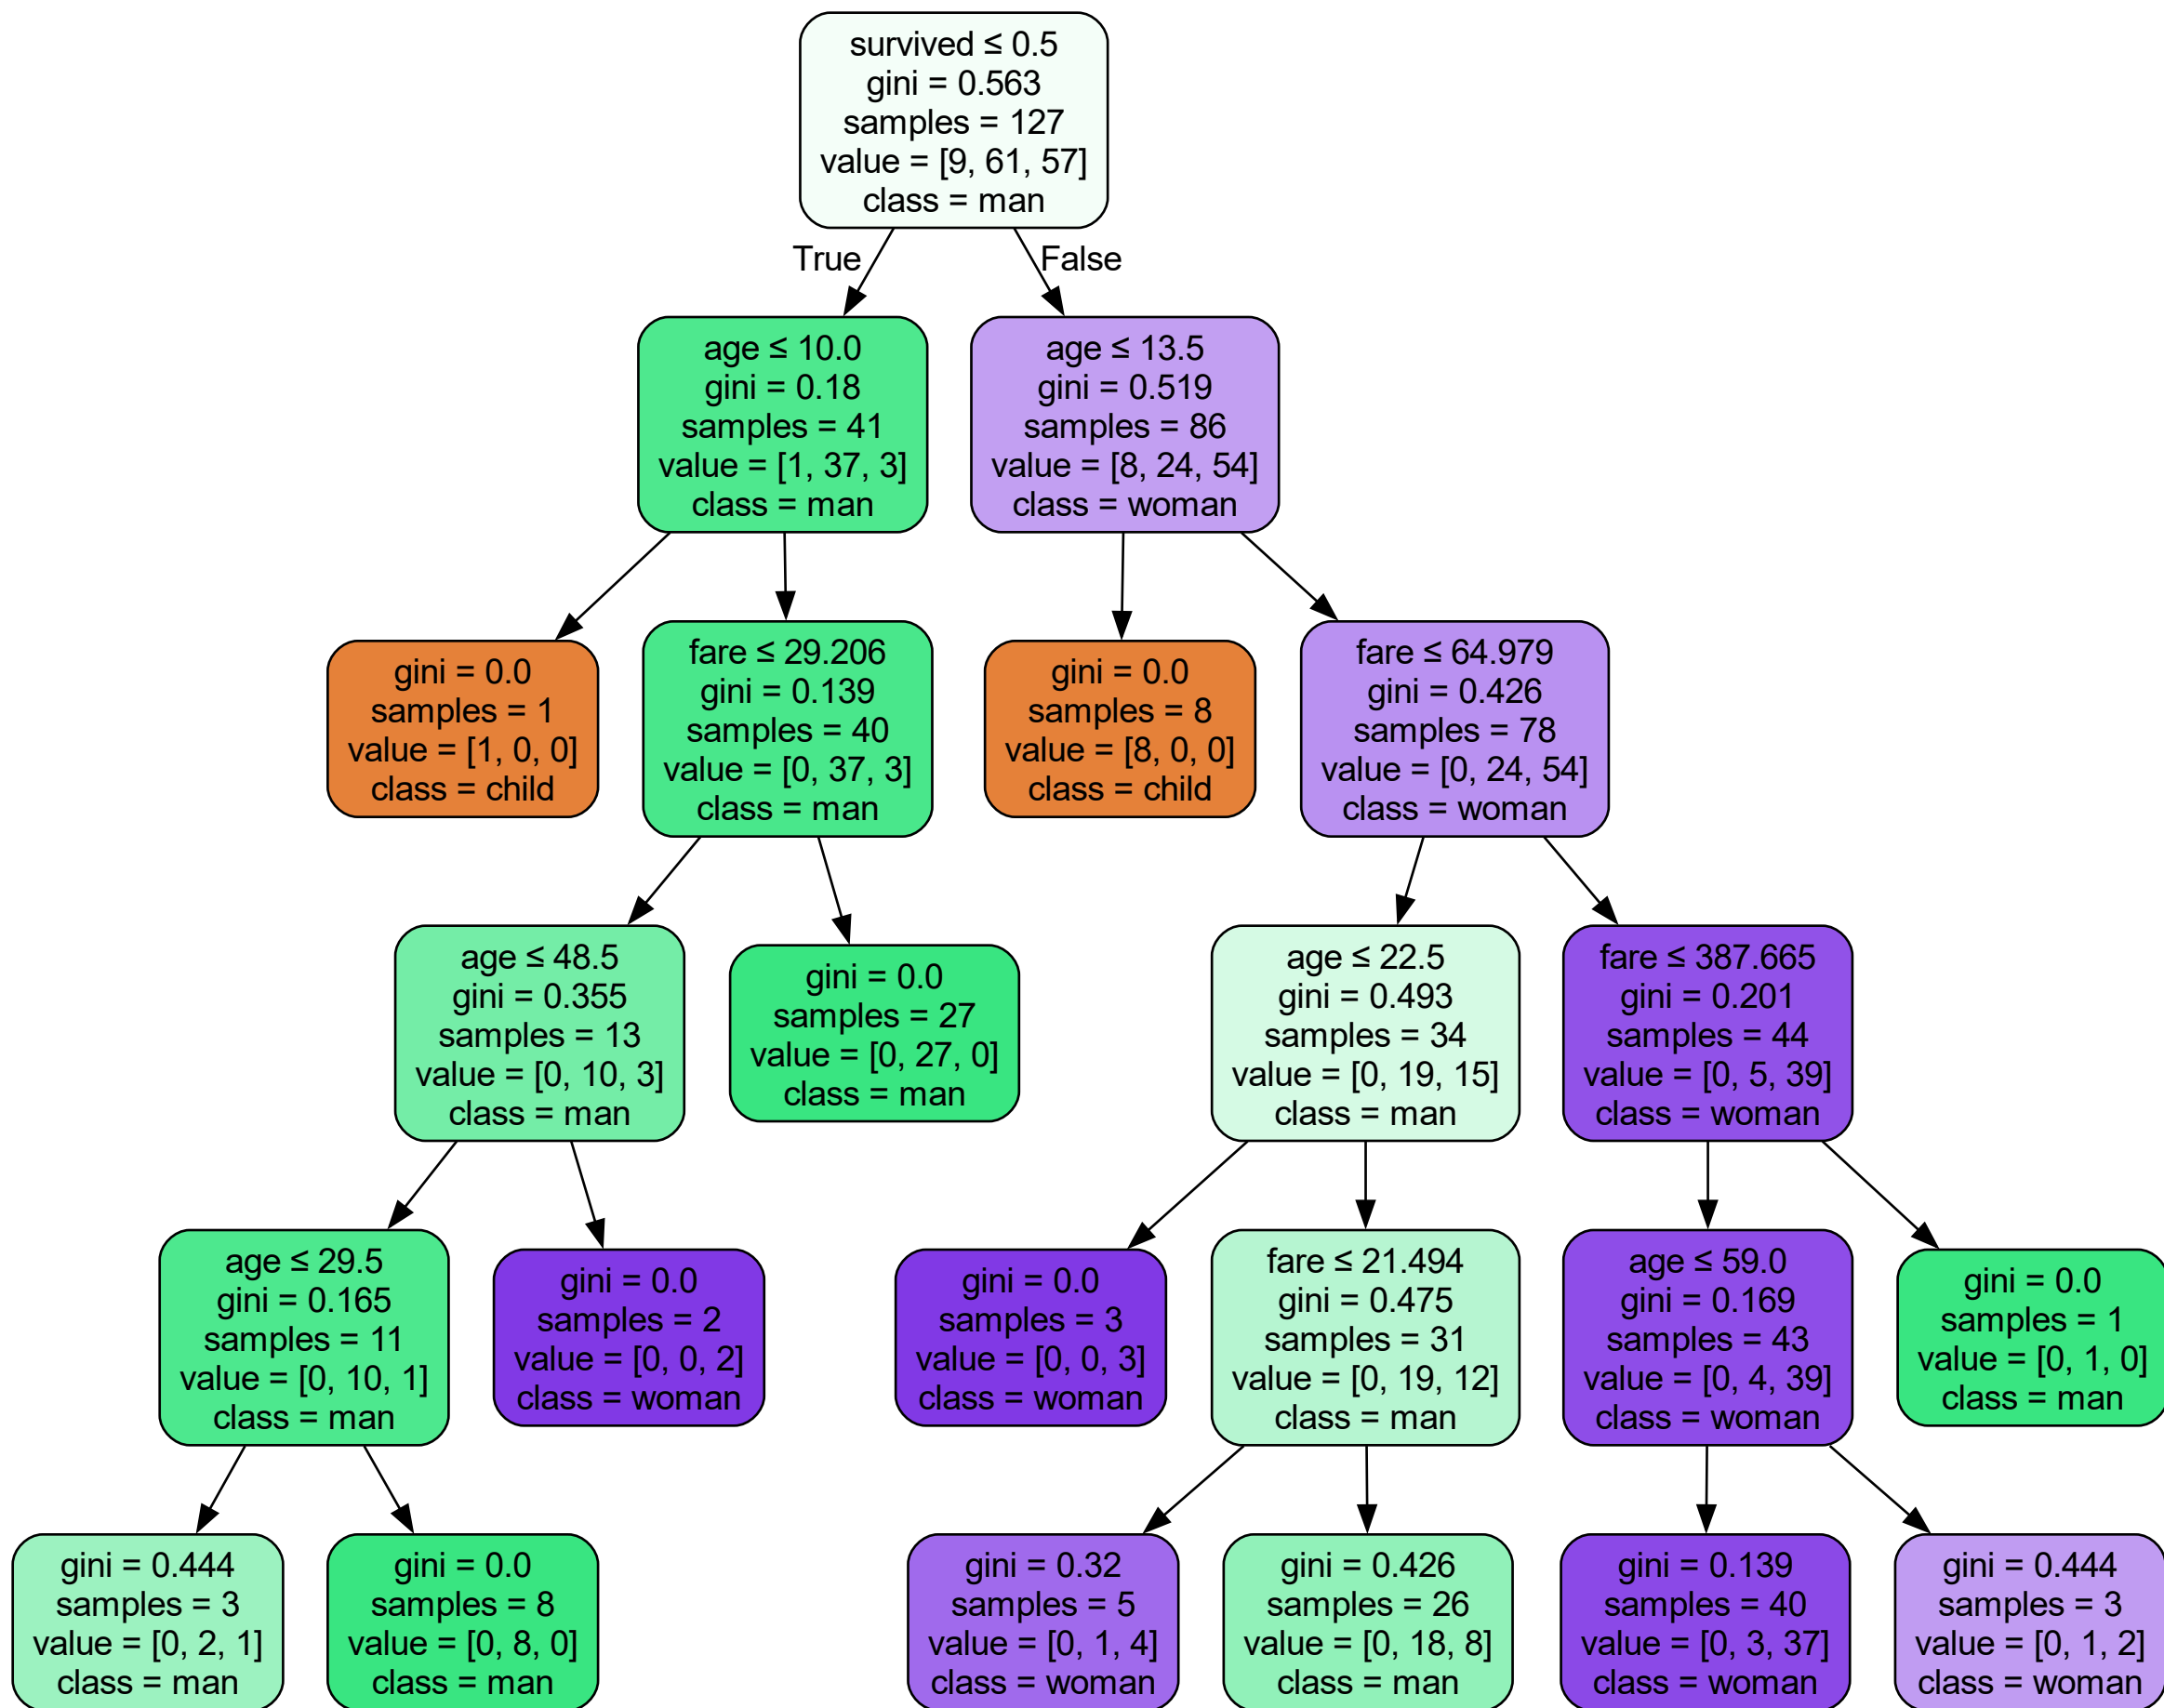 survived ≤ 0.5
gini = 0.563
samples = 127
value = [9, 61, 57]
class = man
True
False
age ≤ 10.0
gini = 0.18
samples = 41
value = [1, 37, 3]
class = man
age ≤ 13.5
gini = 0.519
samples = 86
value = [8, 24, 54]
class = woman
gini = 0.0
samples = 1
value = [1, 0, 0]
class = child
fare ≤ 29.206
gini = 0.139
samples = 40
value = [0, 37, 3]
class = man
gini = 0.0
samples = 8
value = [8, 0, 0]
class = child
fare ≤ 64.979
gini = 0.426
samples = 78
value = [0, 24, 54]
class = woman
age ≤ 48.5
gini = 0.355
samples = 13
value = [0, 10, 3]
class = man
gini = 0.0
samples = 27
value = [0, 27, 0]
class = man
age ≤ 22.5
gini = 0.493
samples = 34
value = [0, 19, 15]
class = man
fare ≤ 387.665
gini = 0.201
samples = 44
value = [0, 5, 39]
class = woman
age ≤ 29.5
gini = 0.165
samples = 11
value = [0, 10, 1]
class = man
gini = 0.0
samples = 2
value = [0, 0, 2]
class = woman
gini = 0.0
samples = 3
value = [0, 0, 3]
class = woman
fare ≤ 21.494
gini = 0.475
samples = 31
value = [0, 19, 12]
class = man
age ≤ 59.0
gini = 0.169
samples = 43
value = [0, 4, 39]
class = woman
gini = 0.0
samples = 1
value = [0, 1, 0]
class = man
gini = 0.444
samples = 3
value = [0, 2, 1]
class = man
gini = 0.0
samples = 8
value = [0, 8, 0]
class = man
gini = 0.32
samples = 5
value = [0, 1, 4]
class = woman
gini = 0.426
samples = 26
value = [0, 18, 8]
class = man
gini = 0.139
samples = 40
value = [0, 3, 37]
class = woman
gini = 0.444
samples = 3
value = [0, 1, 2]
class = woman